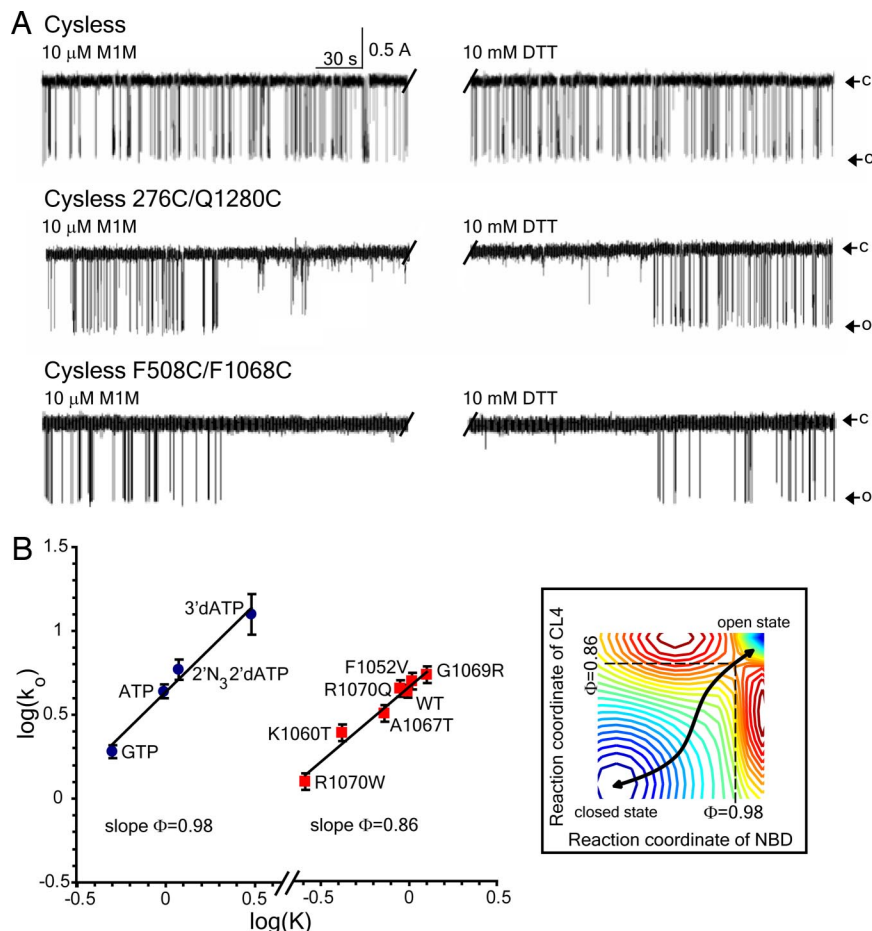 A
Cysless
10 μM M1M
30 s
0.5 A
10 mM DTT
c
o
Cysless 276C/Q1280C
10 μM M1M
10 mM DTT
c
o
Cysless F508C/F1068C
10 μM M1M
10 mM DTT
c
o
B
log(kₒ)
1.5
1
0.5
0
-0.5
3'dATP
2'N₃2'dATP
ATP
GTP
slope Φ=0.98
F1052V
G1069R
R1070Q
WT
A1067T
K1060T
R1070W
slope Φ=0.86
-0.5 0 0.5 -0.5 0 0.5
log(K)
Reaction coordinate of CL4
Φ=0.86
open state
closed state
Φ=0.98
Reaction coordinate of NBD